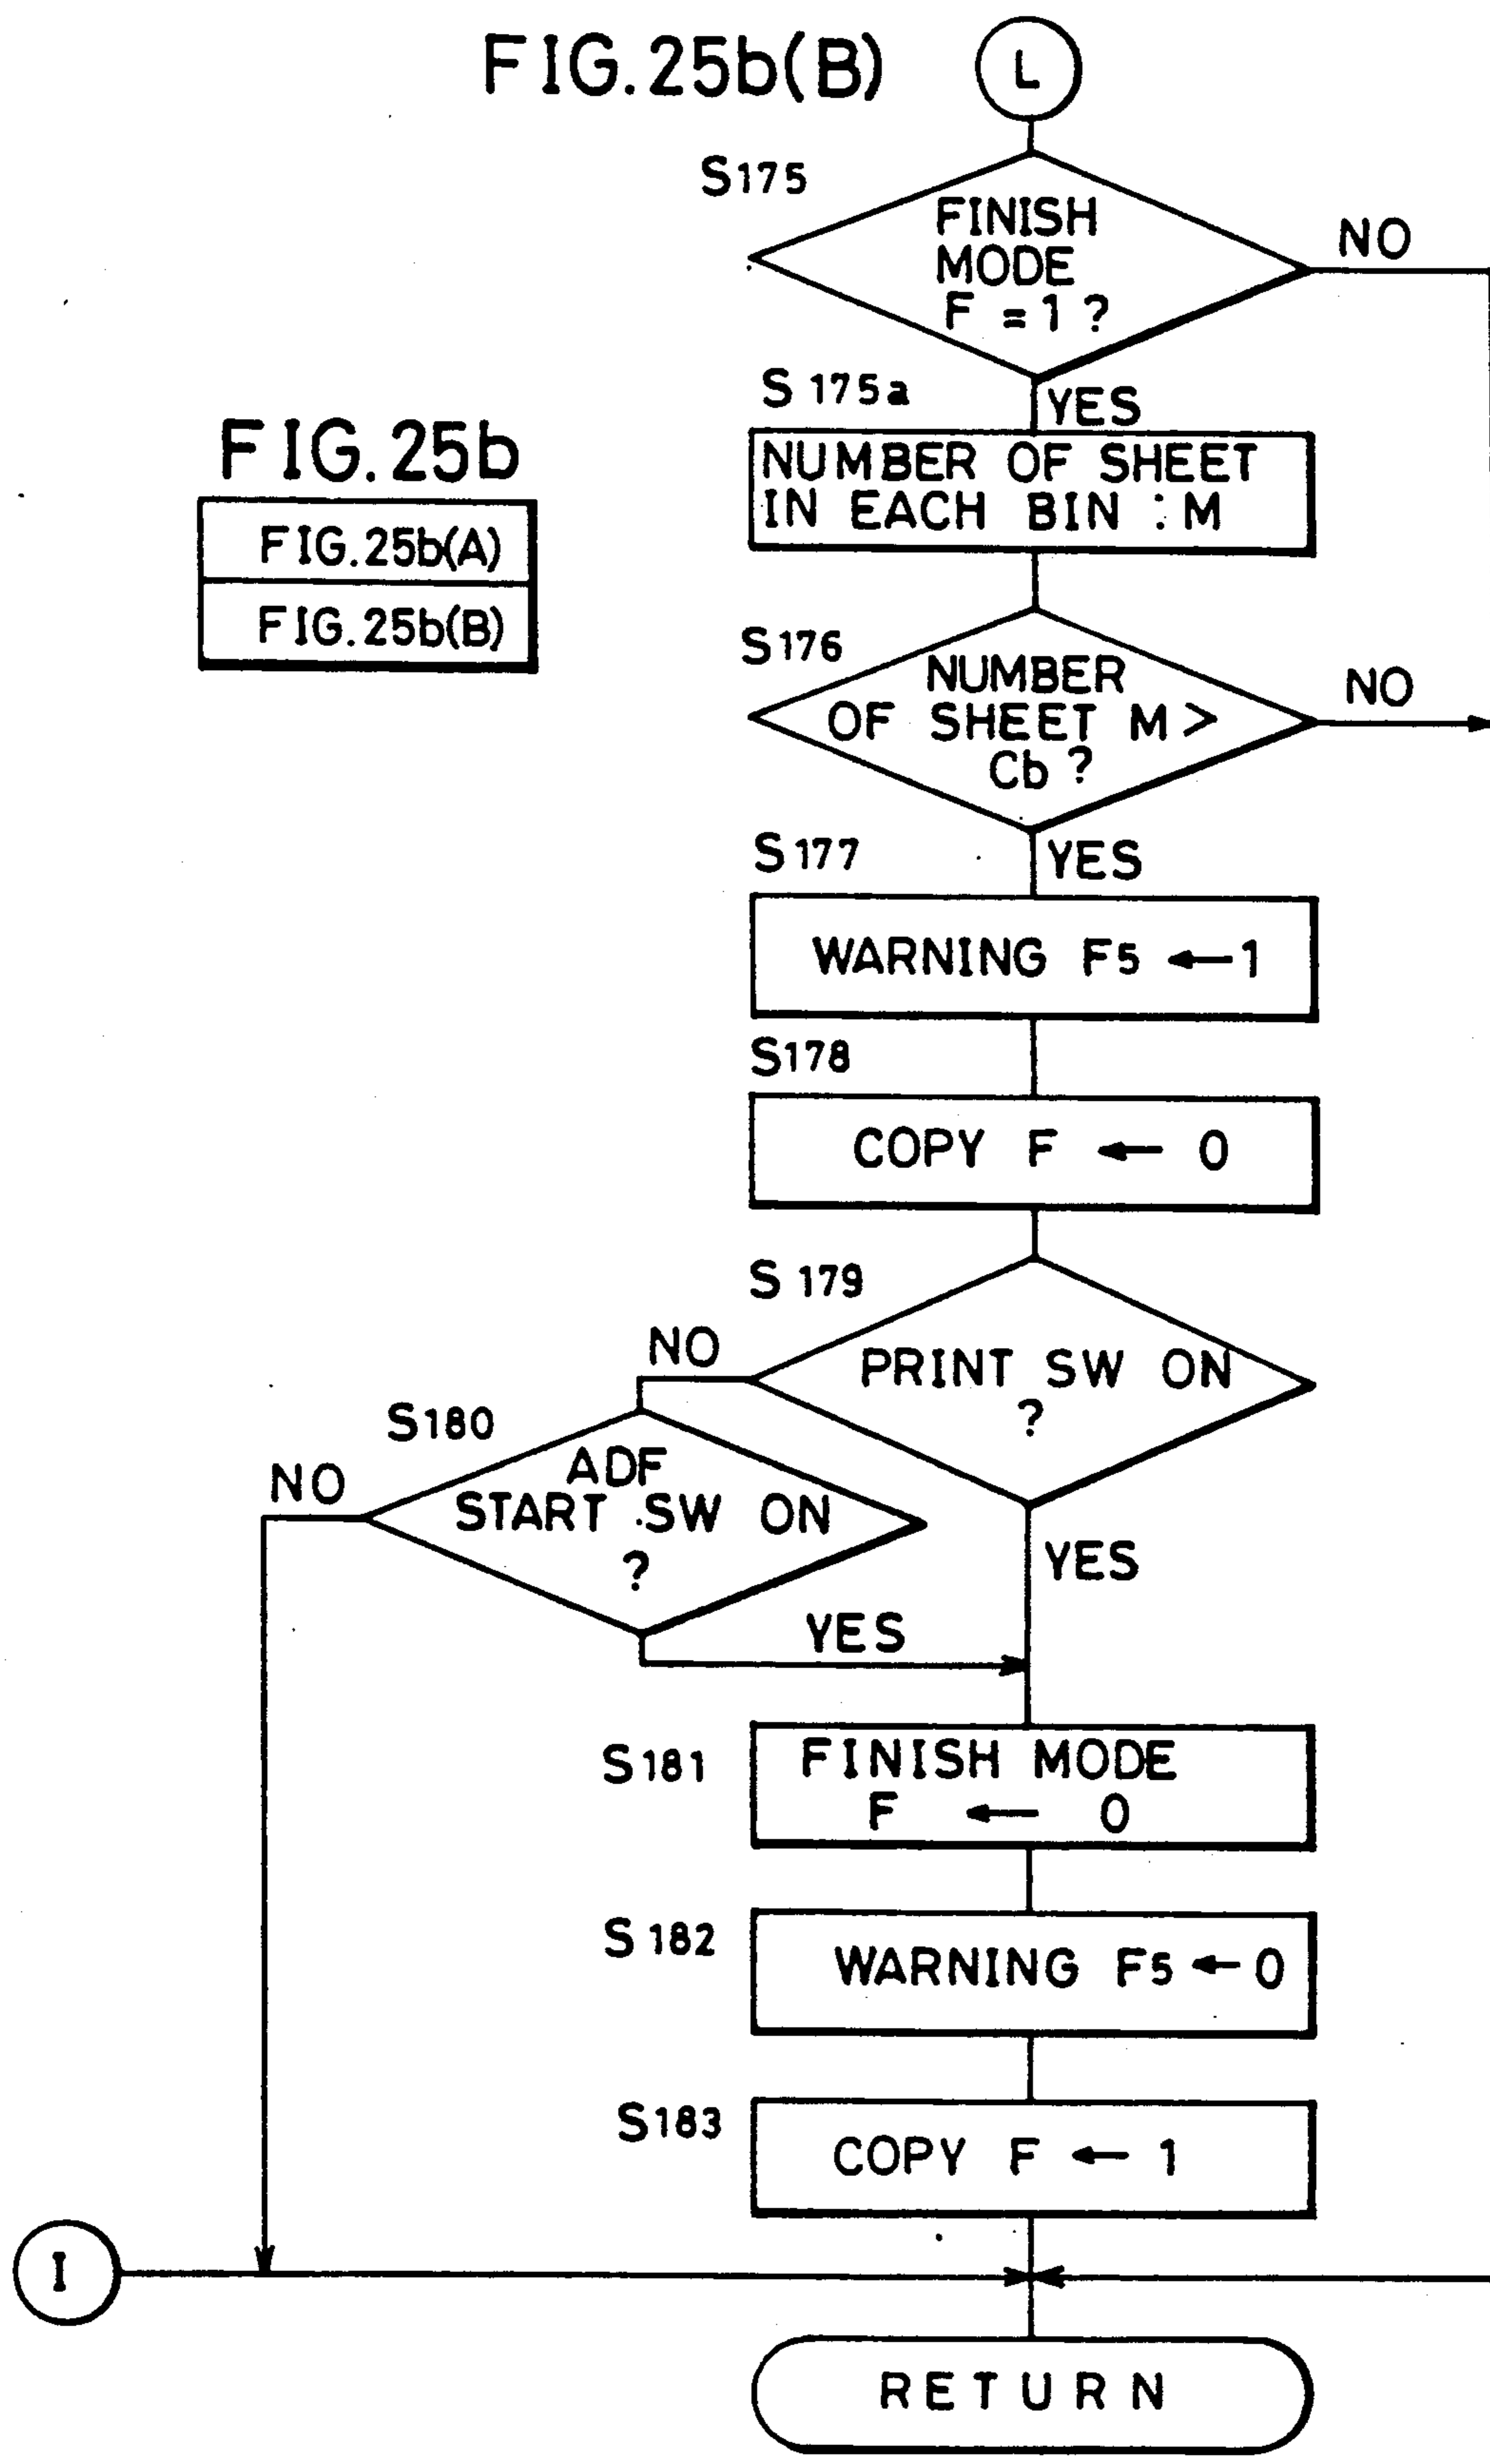 FIG.25b(B)
L
S175
FINISH
MODE
F = 1 ?
NO
S 175a
YES
NUMBER OF SHEET
IN EACH BIN : M
FIG.25b
FIG.25b(A)
FIG.25b(B)
S176
NUMBER
OF SHEET M >
Cb ?
NO
S 177
YES
WARNING F5 ← 1
S178
COPY F ← 0
S 179
NO
PRINT SW ON
?
S180
NO
ADF
START SW ON
?
YES
YES
S181
FINISH MODE
F ← 0
S 182
WARNING F5 ← 0
S183
COPY F ← 1
I
RETURN